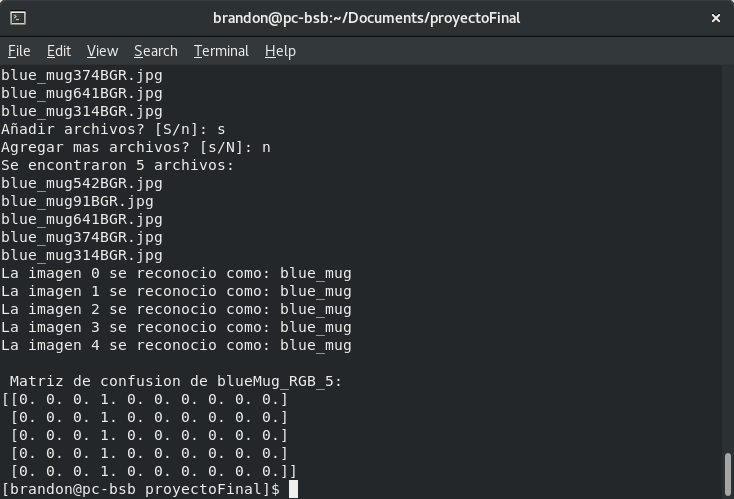 brandon@pc-bsb:~/Documents/proyectoFinal
File Edit View Search Terminal Help
blue_mug374BGR.jpg
blue_mug641BGR.jpg
blue_mug314BGR.jpg
Añadir archivos? [S/n]: s
Agregar mas archivos? [s/N]: n
Se encontraron 5 archivos:
blue_mug542BGR.jpg
blue_mug91BGR.jpg
blue_mug641BGR.jpg
blue_mug374BGR.jpg
blue_mug314BGR.jpg
La imagen 0 se reconocio como: blue_mug
La imagen 1 se reconocio como: blue_mug
La imagen 2 se reconocio como: blue_mug
La imagen 3 se reconocio como: blue_mug
La imagen 4 se reconocio como: blue_mug
Matriz de confusion de blueMug_RGB_5:
[[0. 0. 0. 1. 0. 0. 0. 0. 0. 0.]
[0. 0. 0. 1. 0. 0. 0. 0. 0. 0.]
[0. 0. 0. 1. 0. 0. 0. 0. 0. 0.]
[0. 0. 0. 1. 0. 0. 0. 0. 0. 0.]
[0. 0. 0. 1. 0. 0. 0. 0. 0. 0.]]
[brandon@pc-bsb proyectoFinal]$